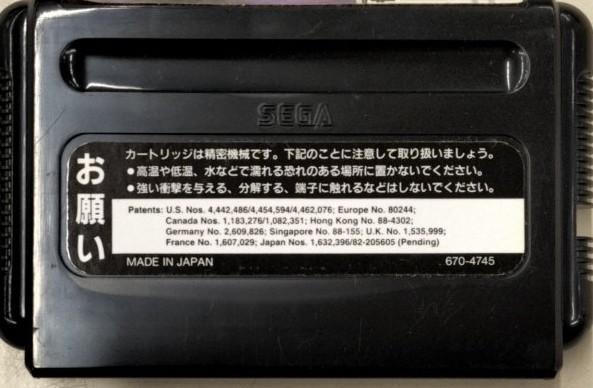 SEGA
お願い
カートリッジは精密機械です。下記のことに注意して取り扱いましょう。
●高温や低温、水などで濡れる恐れのある場所に置かないでください。
●強い衝撃を与える、分解する、端子に触れるなどはしないでください。
Patents: U.S. Nos. 4,442,486/4,454,594/4,462,076; Europe No. 80244;
Canada Nos. 1,183,276/1,082,351; Hong Kong No. 88-4302;
Germany No. 2,609,826; Singapore No. 88-155; U.K. No. 1,535,999;
France No. 1,607,029; Japan Nos. 1,632,396/82-205605 (Pending)
MADE IN JAPAN
670-4745